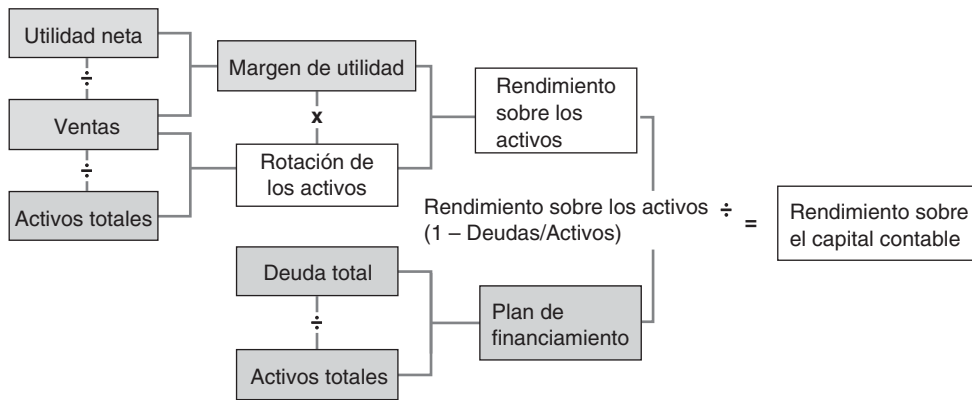 Utilidad neta
÷
Ventas
÷
Activos totales
Margen de utilidad
x
Rotación de
los activos
Rendimiento
sobre los
activos
Rendimiento sobre los activos ÷
(1 – Deudas/Activos)
=
Rendimiento sobre
el capital contable
Deuda total
÷
Activos totales
Plan de
financiamiento